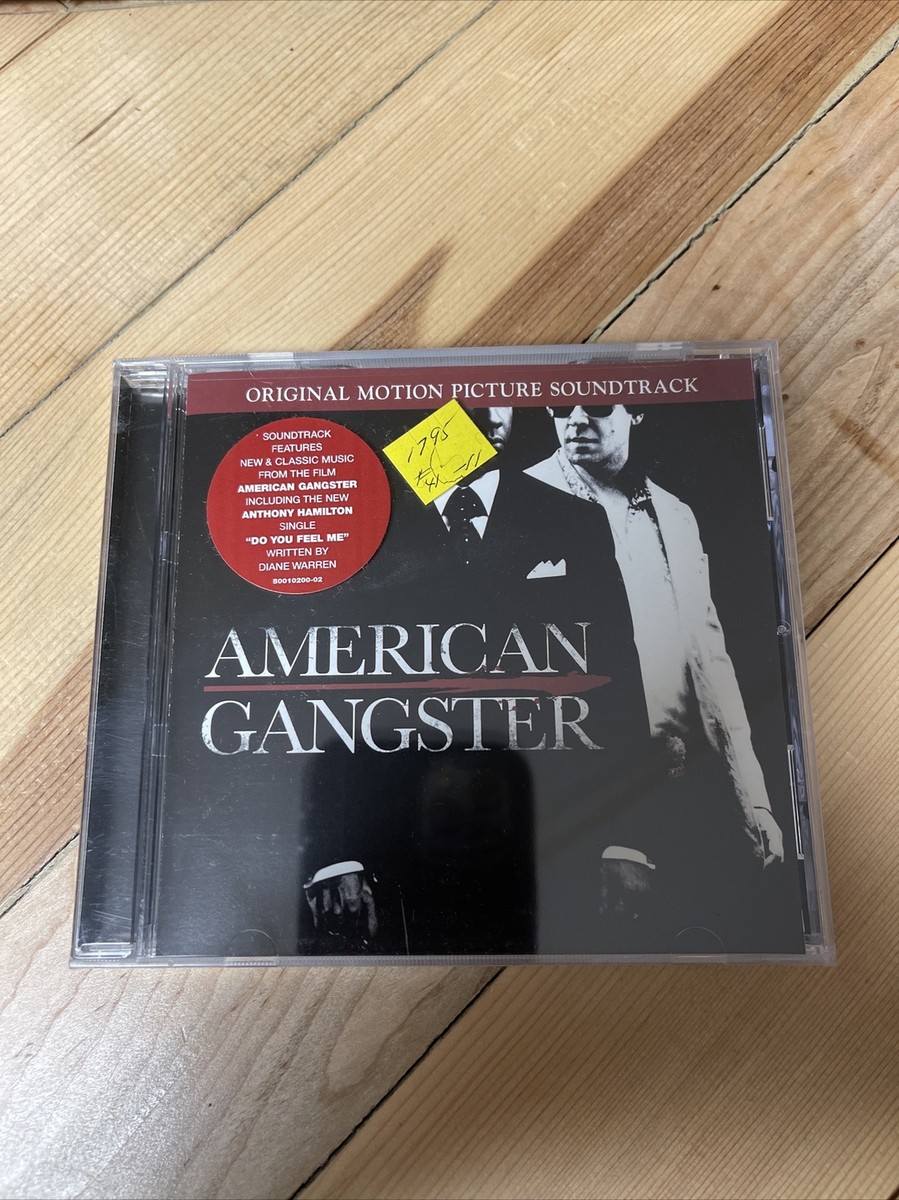 ORIGINAL MOTION PICTURE SOUNDTRACK
SOUNDTRACK
FEATURES
NEW & CLASSIC MUSIC
FROM THE FILM
AMERICAN GANGSTER
INCLUDING THE NEW
ANTHONY HAMILTON
SINGLE
"DO YOU FEEL ME"
WRITTEN BY
DIANE WARREN
B0010200-02
1795
AMERICAN
GANGSTER